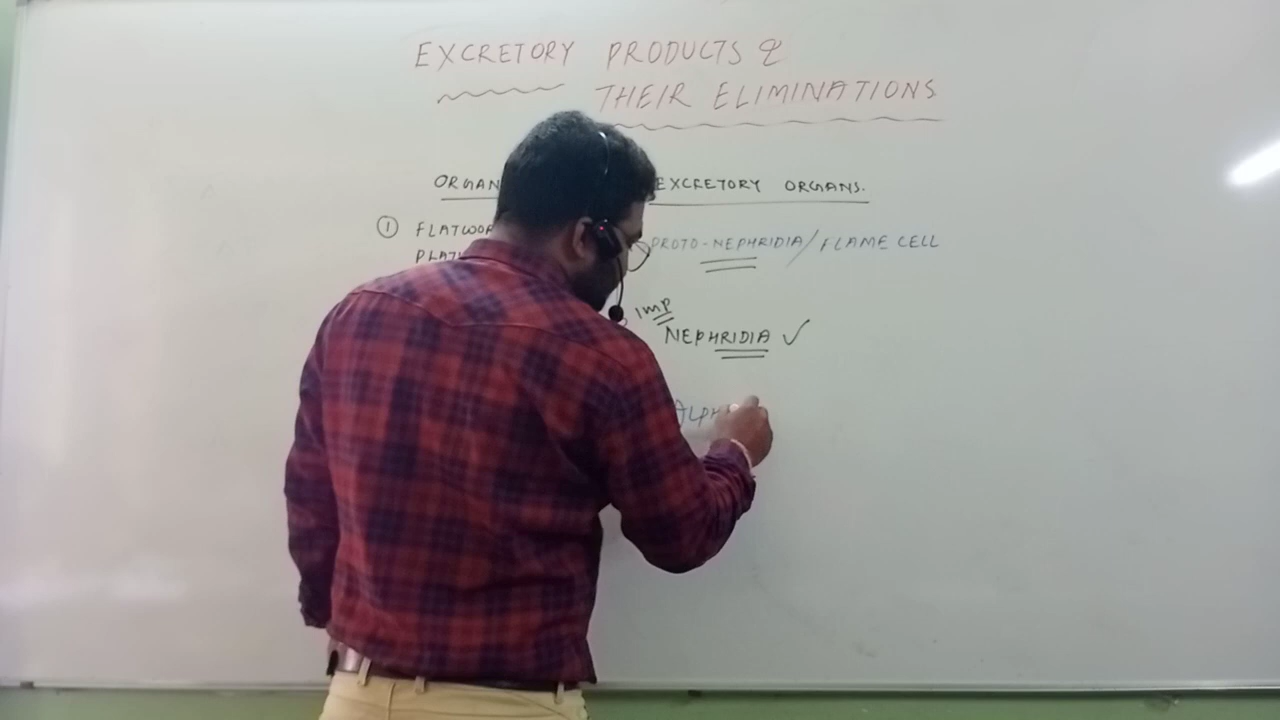 EXCRETORY PRODUCTS &
THEIR ELIMINATIONS
ORGAN EXCRETORY ORGANS.
① FLATWOR PROTO-NEPHRIDIA/FLAME CELL
PLAT
IMP
NEPHRIDIA ✓
ALPH